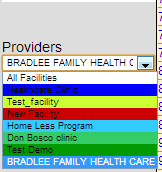 Providers
BRADLEE FAMILY HEALTH C
All Facilities
Healthcare Clinic
Test_facility
New Facility
Home Less Program
Don Bosco clinic
Test Demo
BRADLEE FAMILY HEALTH CARE